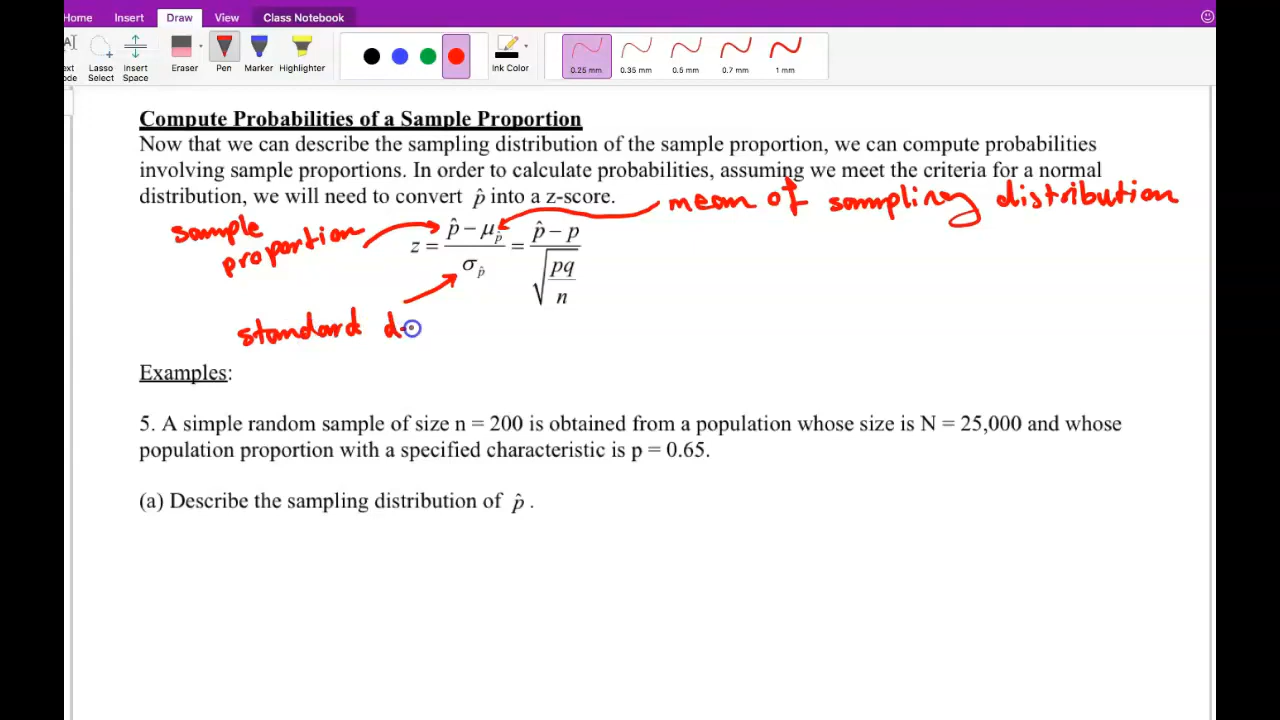 Home Insert Draw View Class Notebook
Lasso Select Insert Space Eraser Pen Marker Highlighter Ink Color 0.25 mm 0.35 mm 0.5 mm 0.7 mm 1 mm
Compute Probabilities of a Sample Proportion
Now that we can describe the sampling distribution of the sample proportion, we can compute probabilities
involving sample proportions. In order to calculate probabilities, assuming we meet the criteria for a normal
distribution, we will need to convert p̂ into a z-score.
mean of sampling distribution
sample
proportion
z = (p̂ − μ_p̂)/σ_p̂ = (p̂ − p)/√(pq/n)
standard d
Examples:
5. A simple random sample of size n = 200 is obtained from a population whose size is N = 25,000 and whose
population proportion with a specified characteristic is p = 0.65.
(a) Describe the sampling distribution of p̂ .